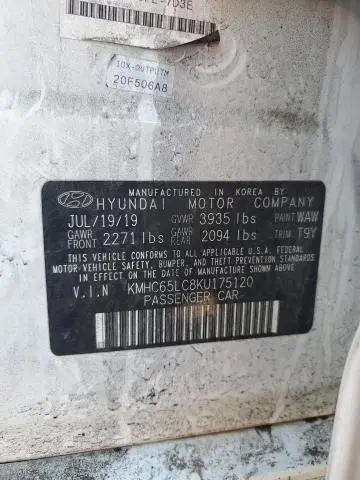 IOX-OUTPUTM
20F506A8
MANUFACTURED IN KOREA BY
HYUNDAI MOTOR COMPANY
JUL/19/19 GVWR 3935 lbs PAINT WAW
GAWR FRONT 2271 lbs GAWR REAR 2094 lbs TRIM T9Y
THIS VEHICLE CONFORMS TO ALL APPLICABLE U.S.A. FEDERAL
MOTOR-VEHICLE SAFETY, BUMPER, AND THEFT PREVENTION STANDARDS
IN EFFECT ON THE DATE OF MANUFACTURE SHOWN ABOVE.
V.I.N KMHC65LC8KU175120
PASSENGER CAR